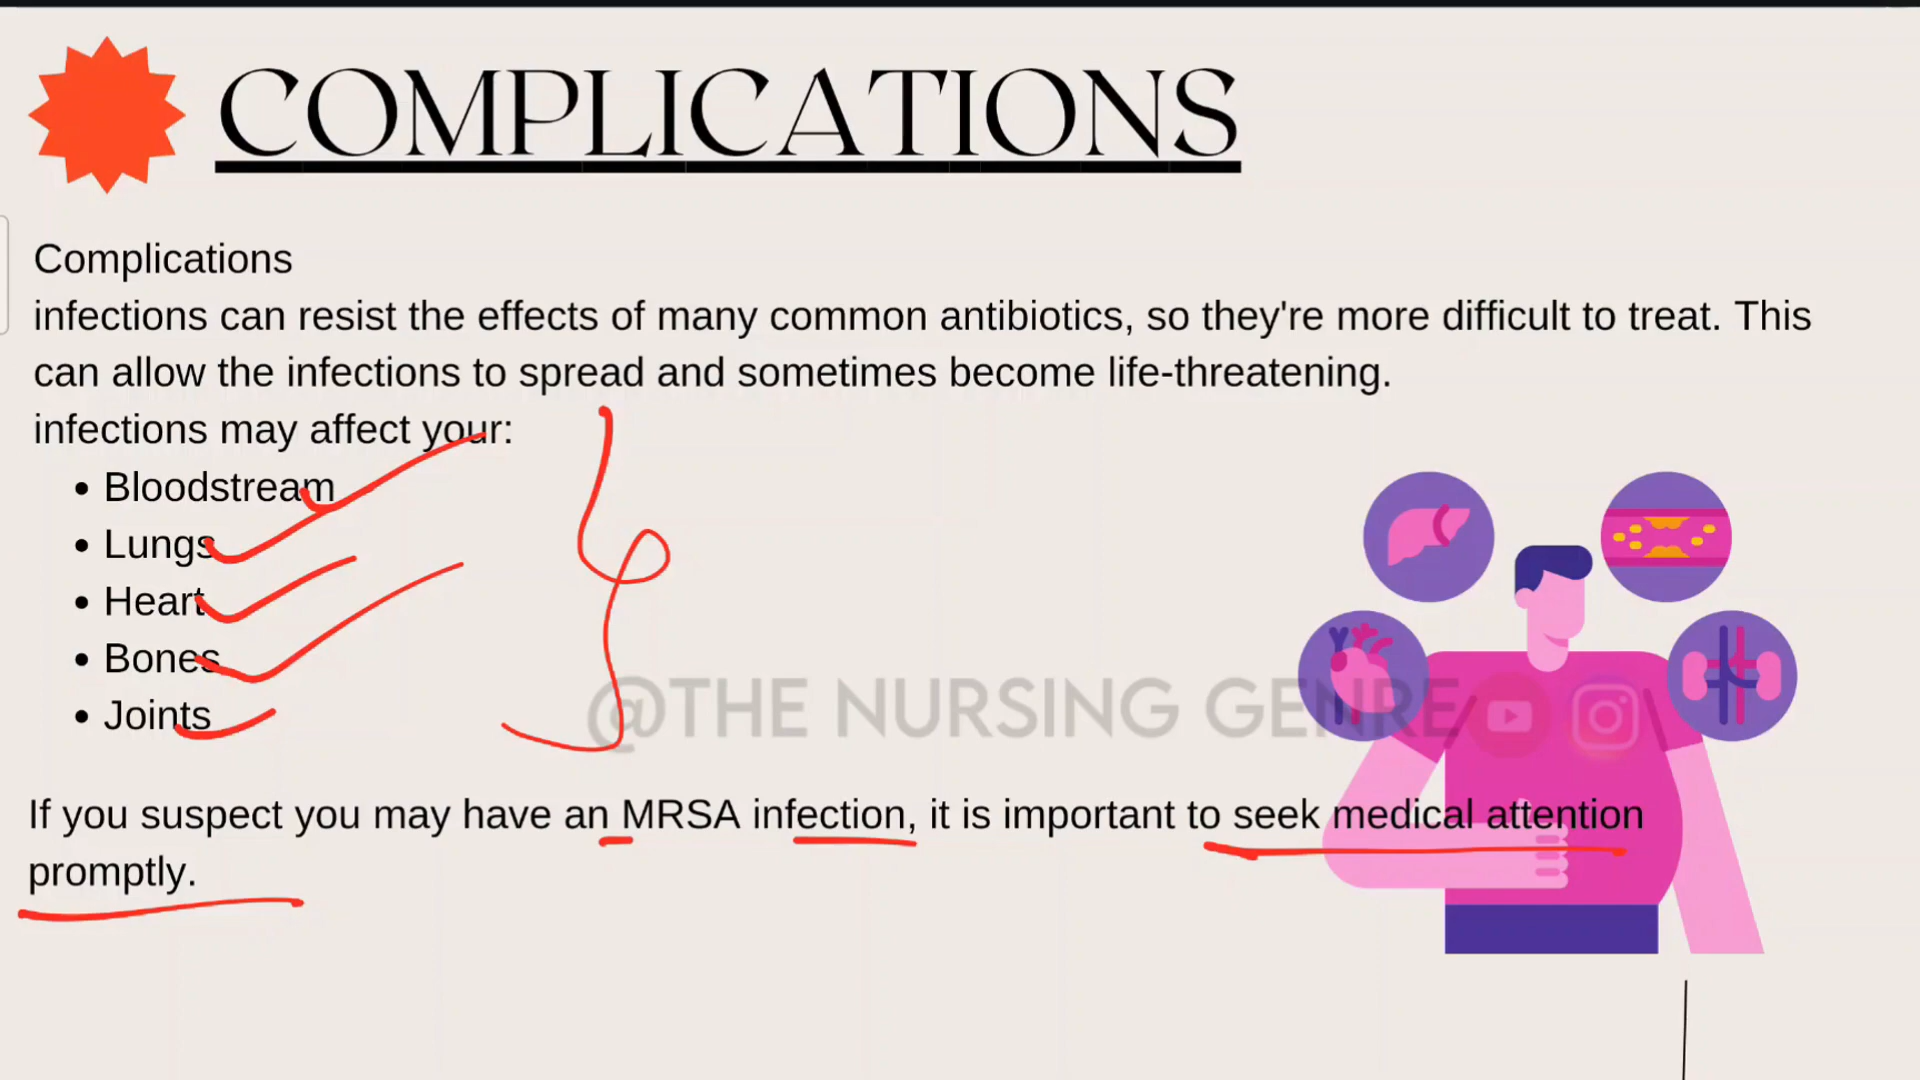 COMPLICATIONS
Complications
infections can resist the effects of many common antibiotics, so they're more difficult to treat. This
can allow the infections to spread and sometimes become life-threatening.
infections may affect your:
• Bloodstream
• Lungs
• Heart
• Bones
• Joints
@THE NURSING GENRE
If you suspect you may have an MRSA infection, it is important to seek medical attention
promptly.